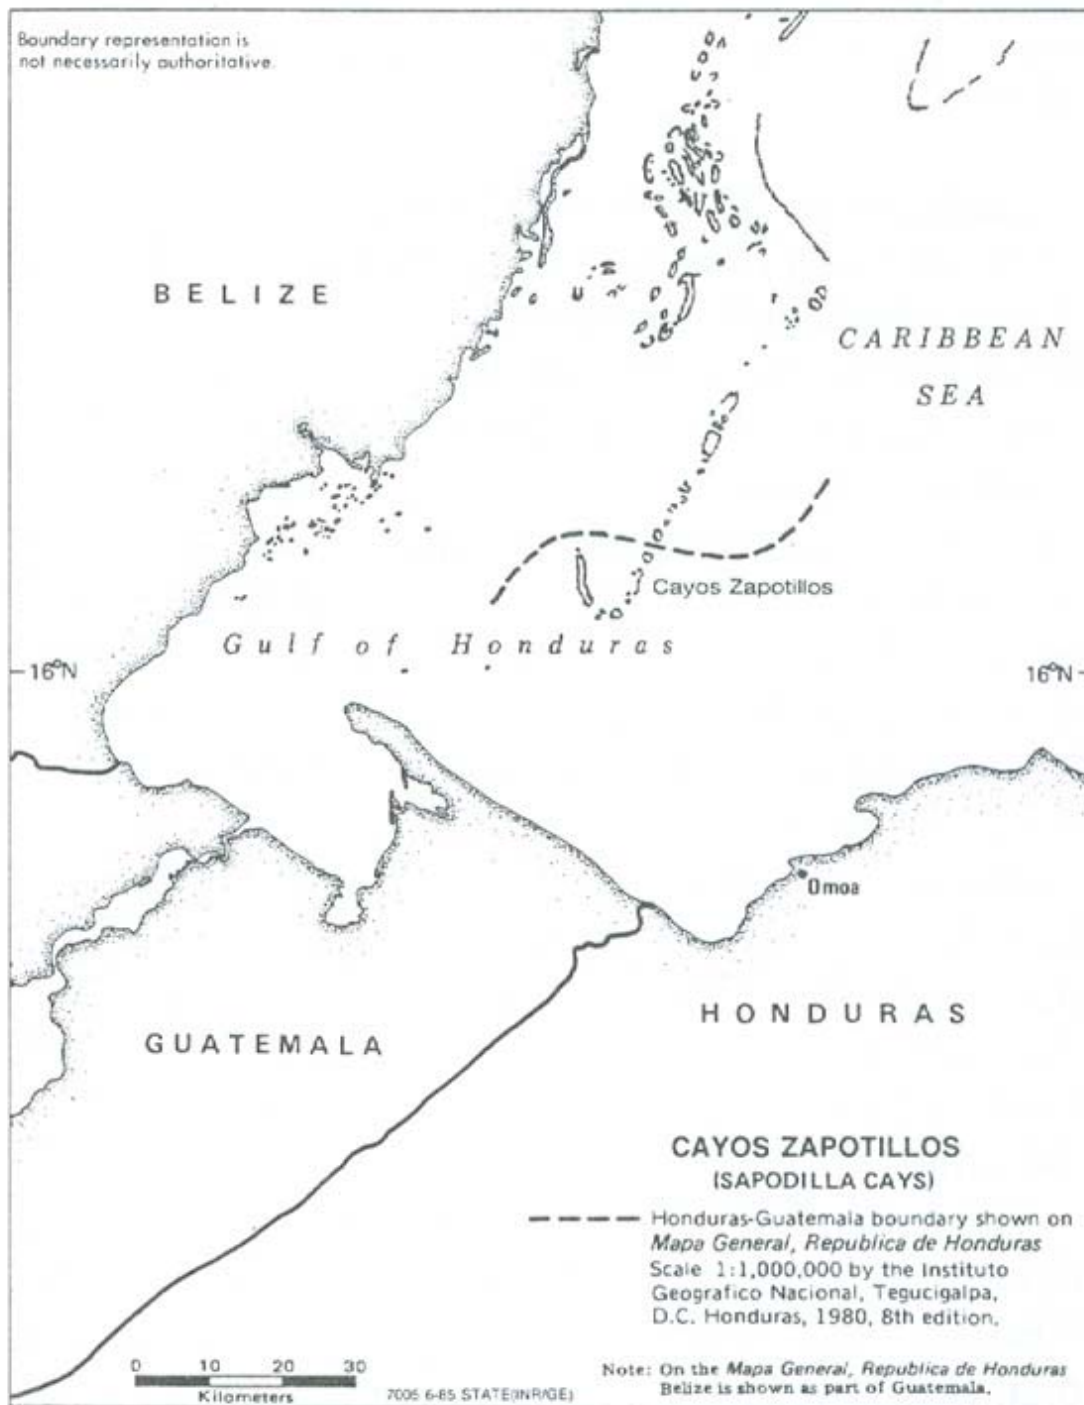 Boundary representation is
not necessarily authoritative.
BELIZE
CARIBBEAN
SEA
Cayos Zapotillos
Gulf of Honduras
16°N
16°N
Omoa
HONDURAS
GUATEMALA
CAYOS ZAPOTILLOS
(SAPODILLA CAYS)
Honduras-Guatemala boundary shown on
Mapa General, Republica de Honduras
Scale 1:1,000,000 by the Instituto
Geografico Nacional, Tegucigalpa,
D.C. Honduras, 1980, 8th edition.
0 10 20 30
Kilometers
7005 6-85 STATE(INR/GE)
Note: On the Mapa General, Republica de Honduras
Belize is shown as part of Guatemala.